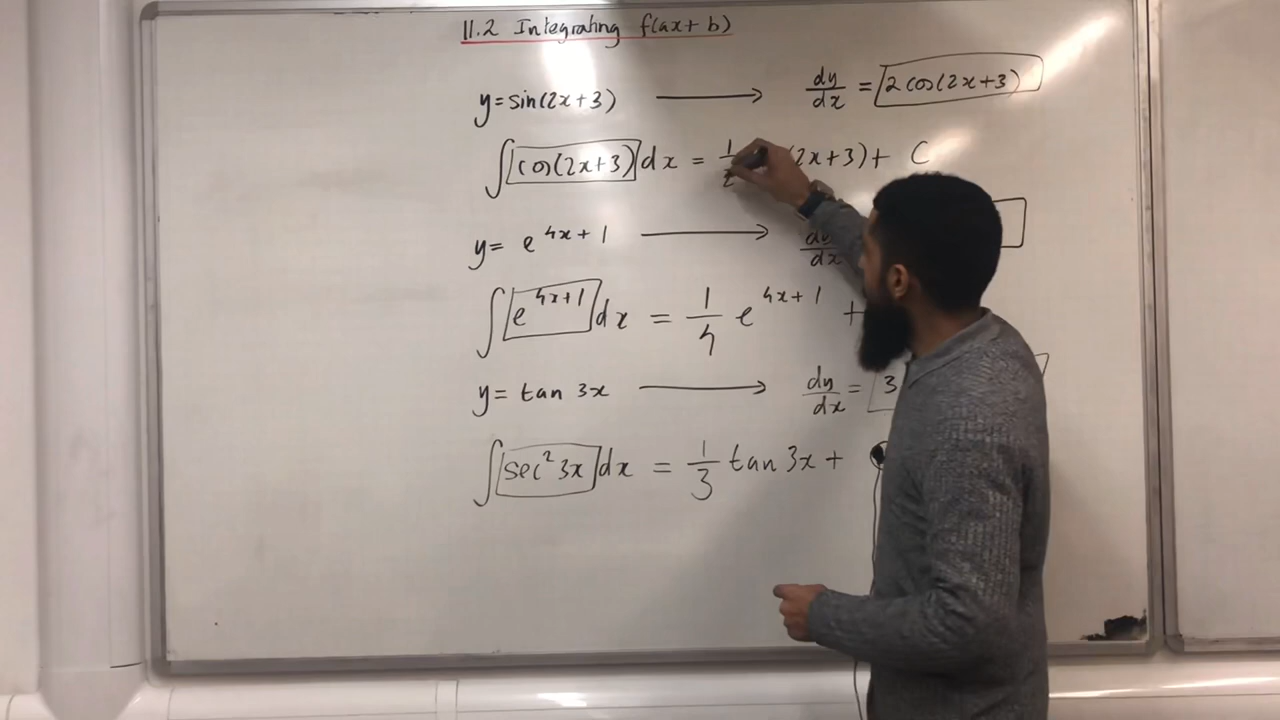 11.2 Integrating f(ax+b)
y=sin(2x+3) → dy/dx = 2cos(2x+3)
∫cos(2x+3)dx = 1/2 (2x+3)+ C
y= e^4x+1 → dy/dx
∫e^4x+1 dx = 1/4 e^4x+1 +
y= tan 3x → dy/dx = 3
∫sec² 3x dx = 1/3 tan 3x +